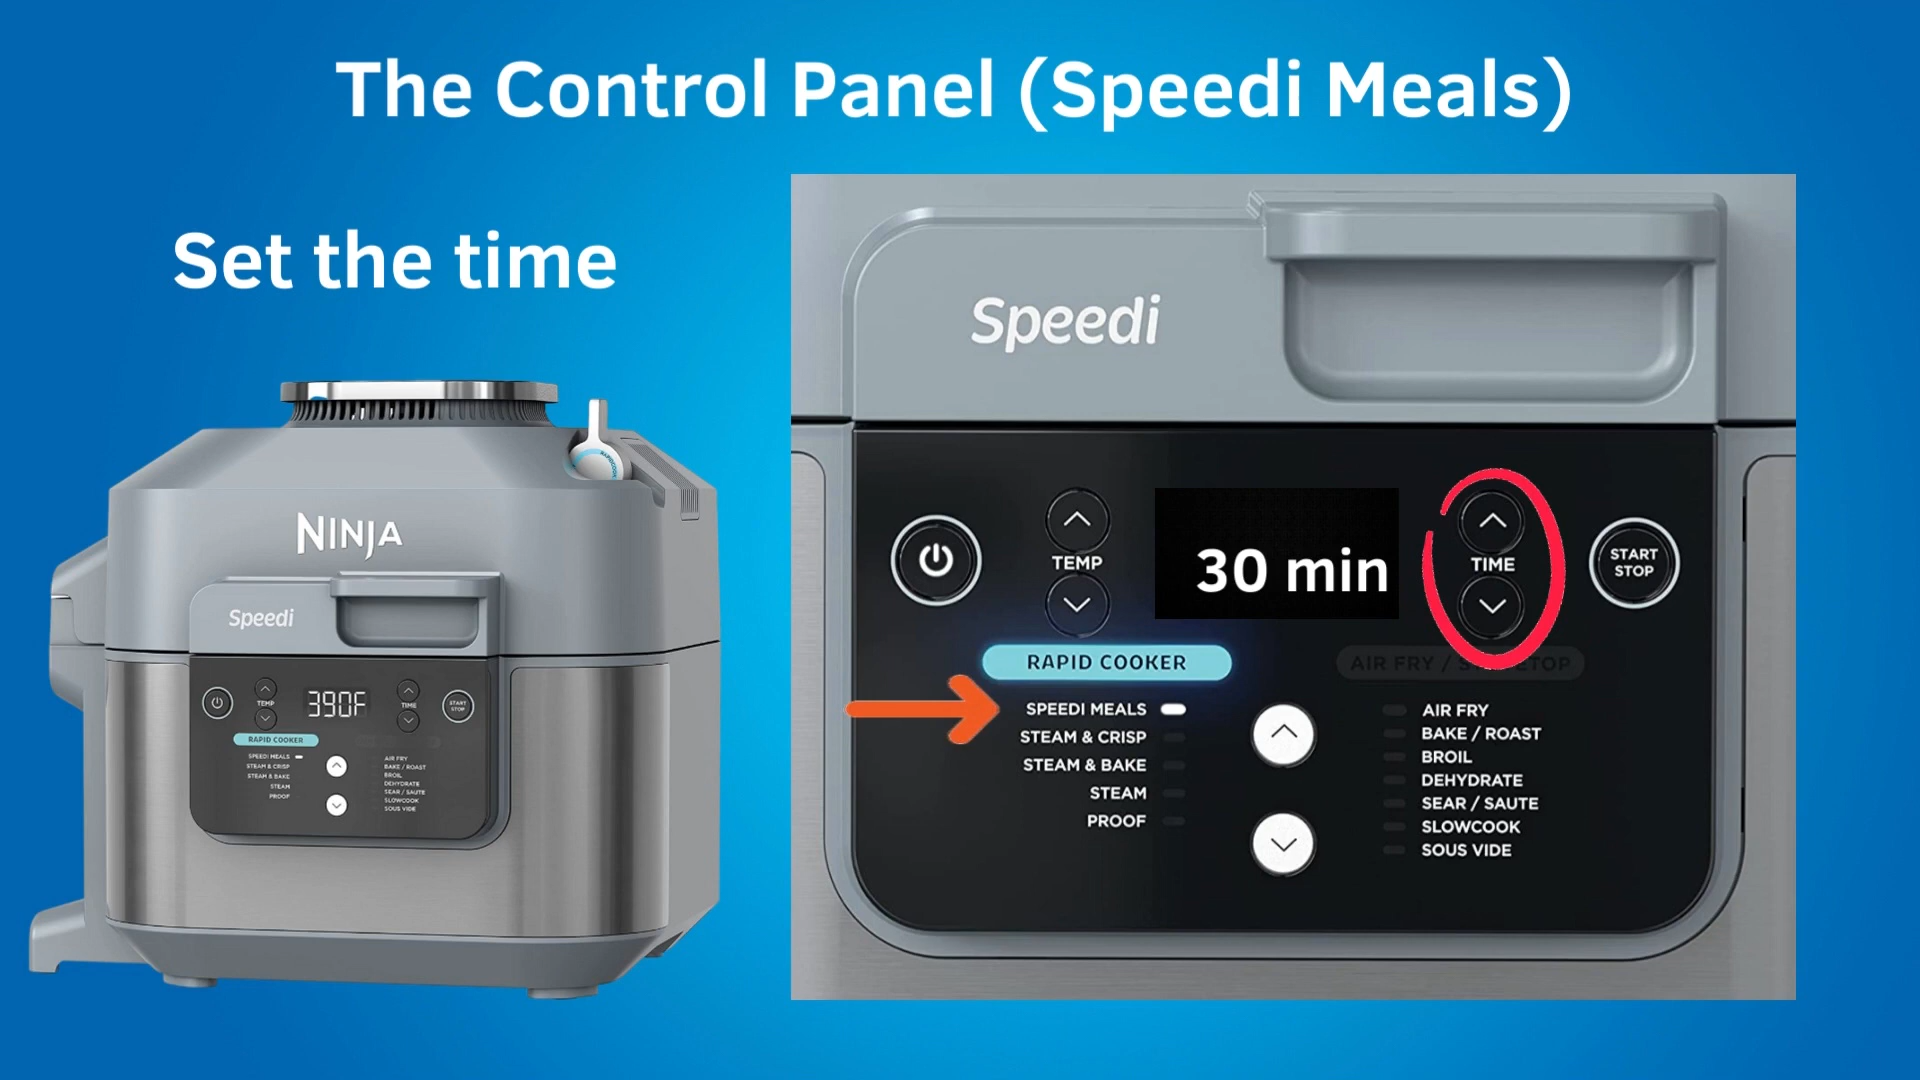 The Control Panel (Speedi Meals)
Set the time
NINJA
Speedi
390F
TEMP
TIME
START
STOP
RAPID COOKER
SPEEDI MEALS
STEAM & CRISP
STEAM & BAKE
STEAM
PROOF
AIR FRY
BAKE / ROAST
BROIL
DEHYDRATE
SEAR / SAUTE
SLOWCOOK
SOUS VIDE
Speedi
TEMP
30 min
TIME
START
STOP
RAPID COOKER
AIR FRY /
SPEEDI MEALS
STEAM & CRISP
STEAM & BAKE
STEAM
PROOF
AIR FRY
BAKE / ROAST
BROIL
DEHYDRATE
SEAR / SAUTE
SLOWCOOK
SOUS VIDE